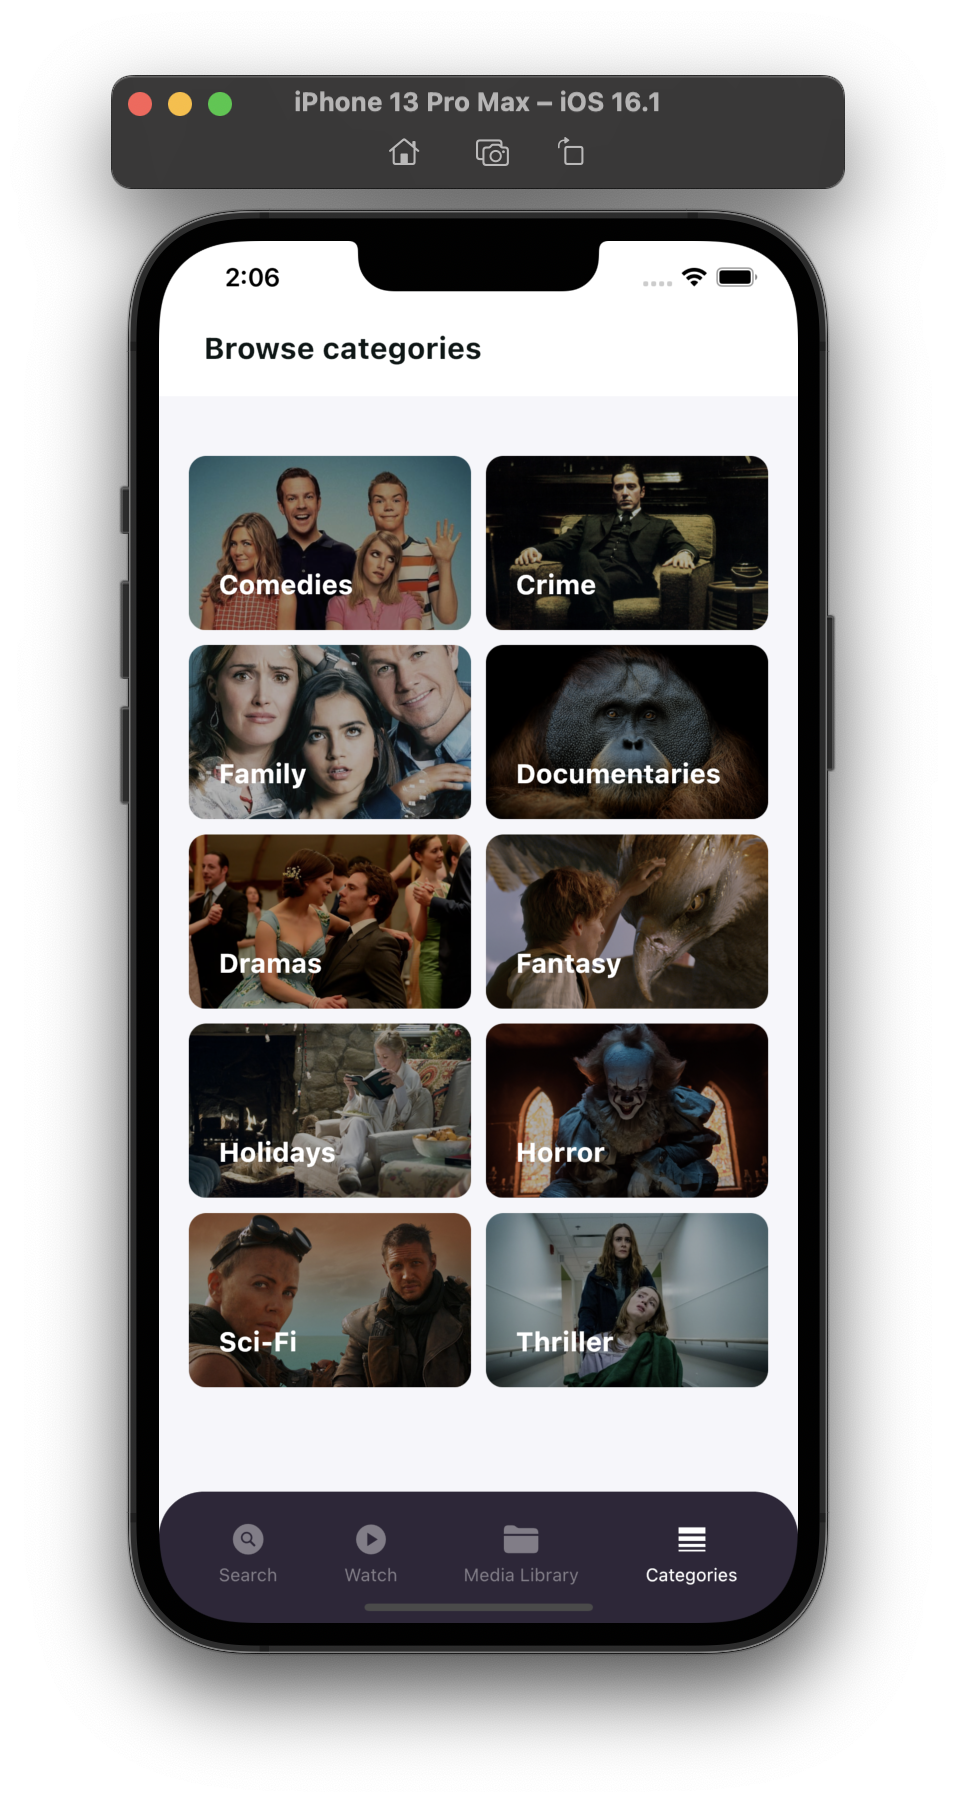 iPhone 13 Pro Max – iOS 16.1
2:06
Browse categories
Comedies
Crime
Family
Documentaries
Dramas
Fantasy
Holidays
Horror
Sci-Fi
Thriller
Search
Watch
Media Library
Categories